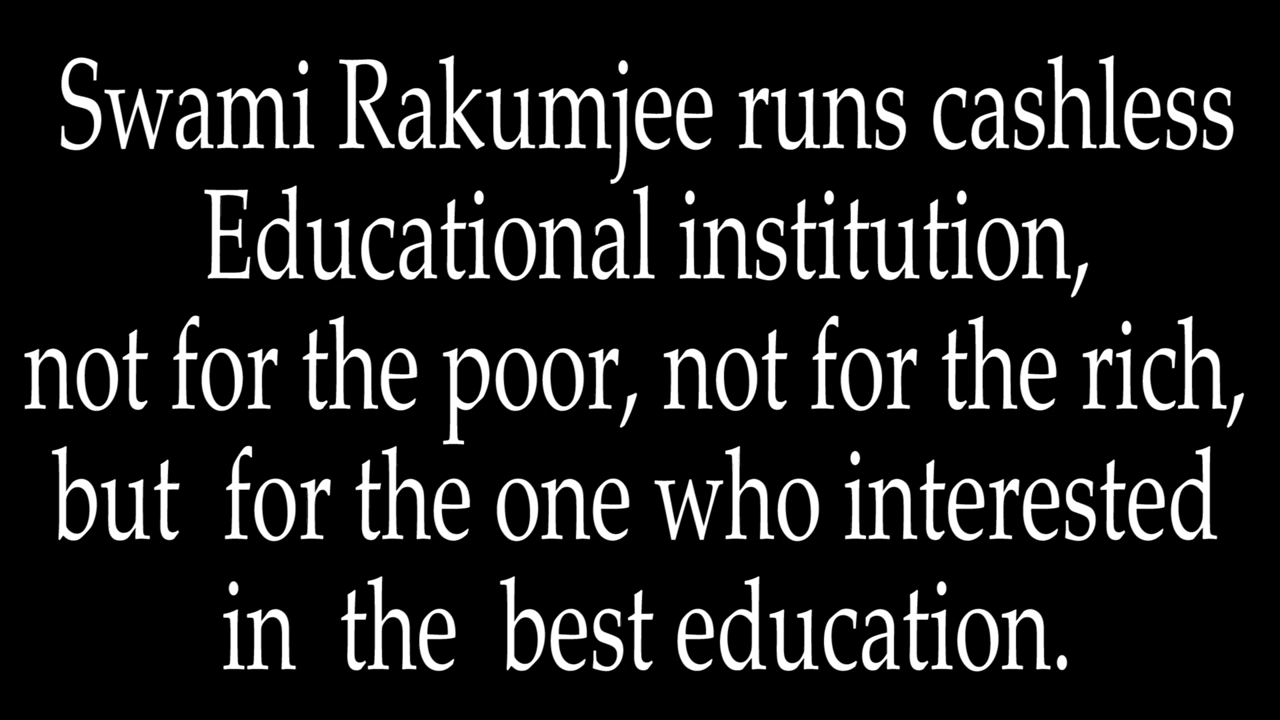 Swami Rakumjee runs cashless
Educational institution,
not for the poor, not for the rich,
but for the one who interested
in the best education.